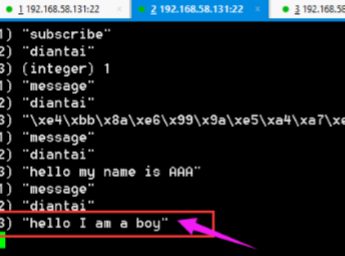 1 192.168.58.131:22 × 2 192.168.58.131:22 × 3 192.168.58
1) "subscribe"
2) "diantai"
3) (integer) 1
1) "message"
2) "diantai"
3) "\xe4\xbb\x8a\xe6\x99\x9a\xe5\xa4\xa7\xe
1) "message"
2) "diantai"
3) "hello my name is AAA"
1) "message"
2) "diantai"
3) "hello I am a boy"